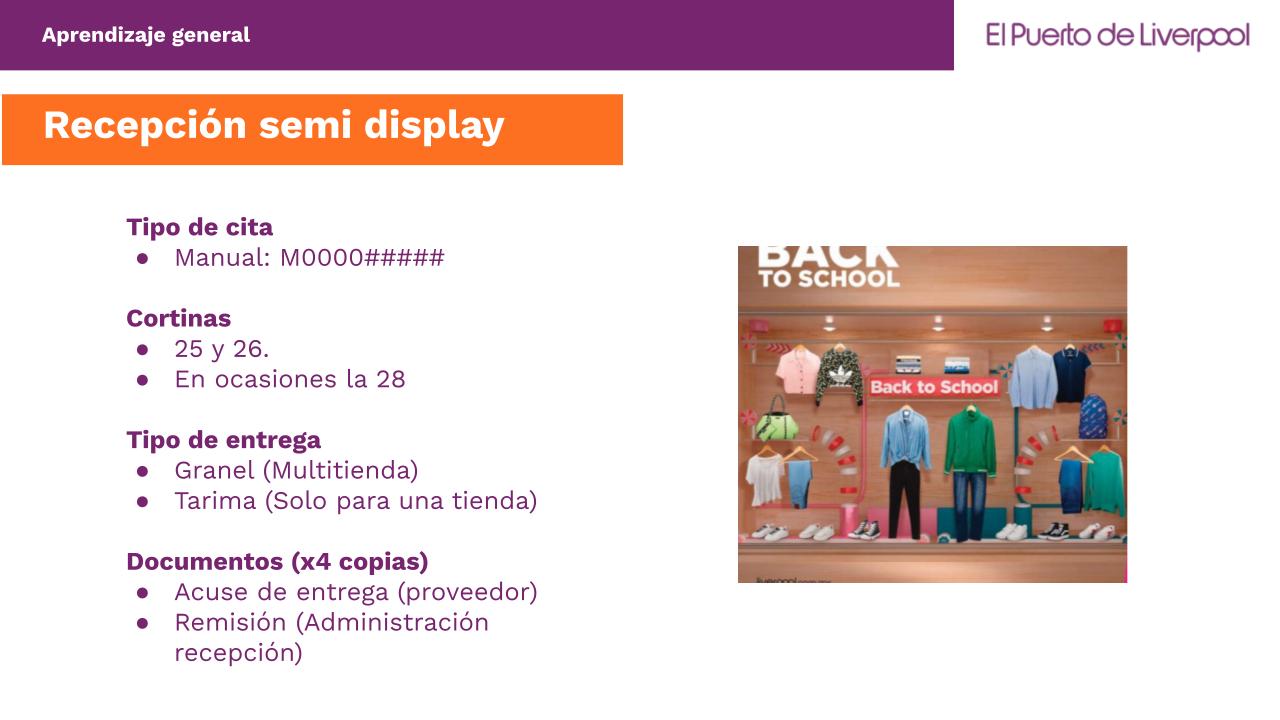 Aprendizaje general
El Puerto de Liverpool
Recepción semi display
Tipo de cita
● Manual: M0000#####
Cortinas
● 25 y 26.
● En ocasiones la 28
Tipo de entrega
● Granel (Multitienda)
● Tarima (Solo para una tienda)
Documentos (x4 copias)
● Acuse de entrega (proveedor)
● Remisión (Administración
recepción)
BACK
TO SCHOOL
Back to School